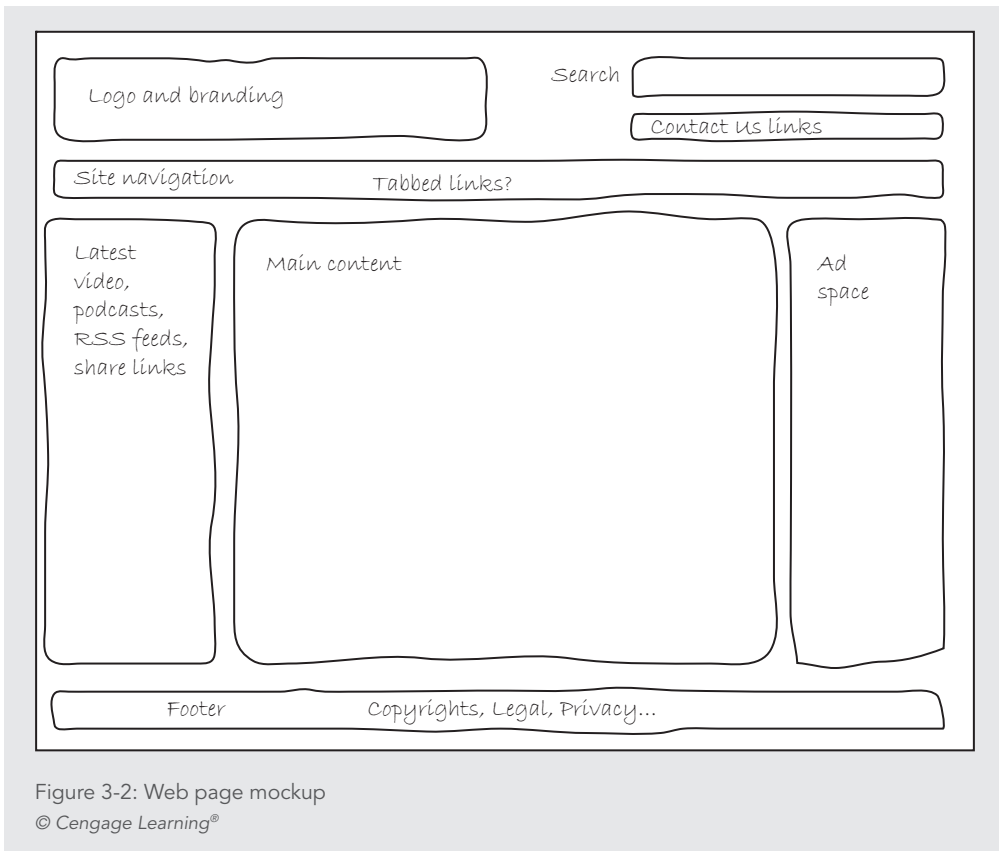 Logo and branding
Search
Contact Us links
Site navigation
Tabbed links?
Latest
video,
podcasts,
RSS feeds,
share links
Main content
Ad
space
Footer
Copyrights, Legal, Privacy...
Figure 3-2: Web page mockup
© Cengage Learning®